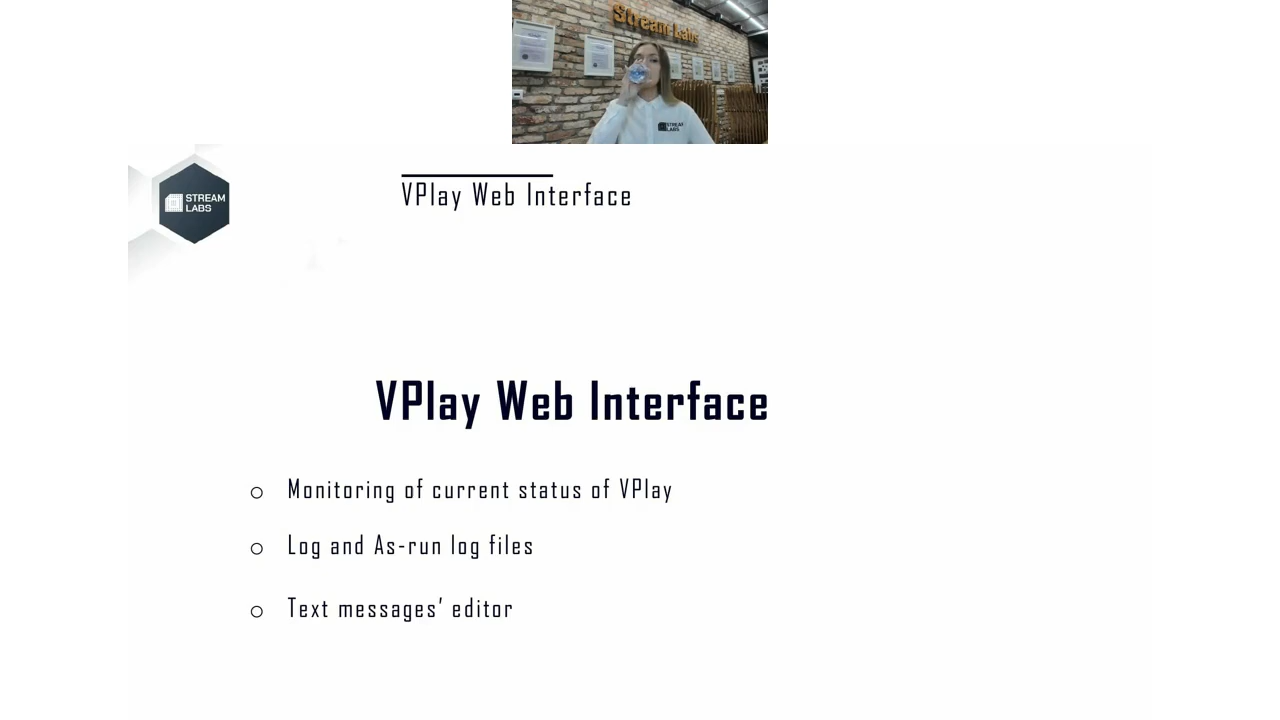 Stream Labs
STREAM
LABS
STREAM
LABS
VPlay Web Interface
VPlay Web Interface
○ Monitoring of current status of VPlay
○ Log and As-run log files
○ Text messages’ editor